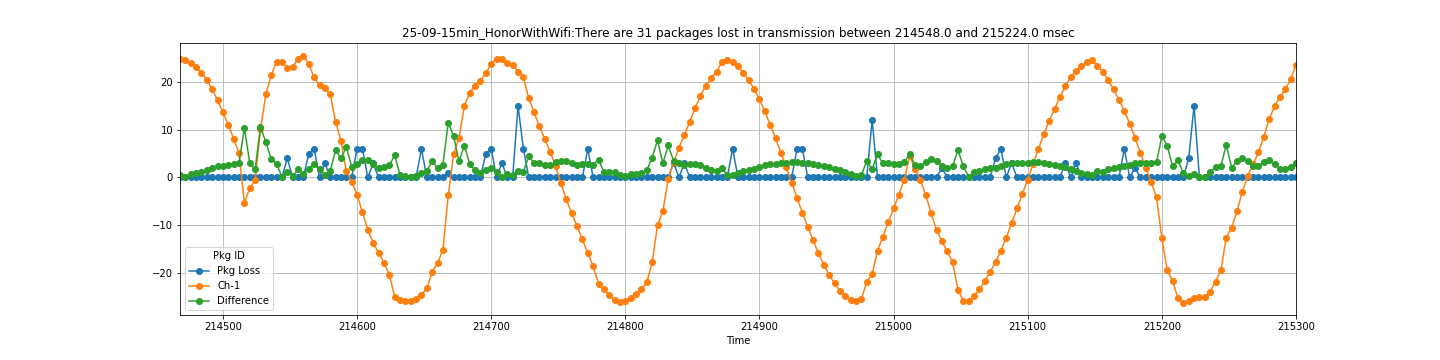 25-09-15min_HonorWithWifi:There are 31 packages lost in transmission between 214548.0 and 215224.0 msec
20
10
0
−10
−20
Pkg ID
Pkg Loss
Ch-1
Difference
214500 214600 214700 214800 214900 215000 215100 215200 215300
Time